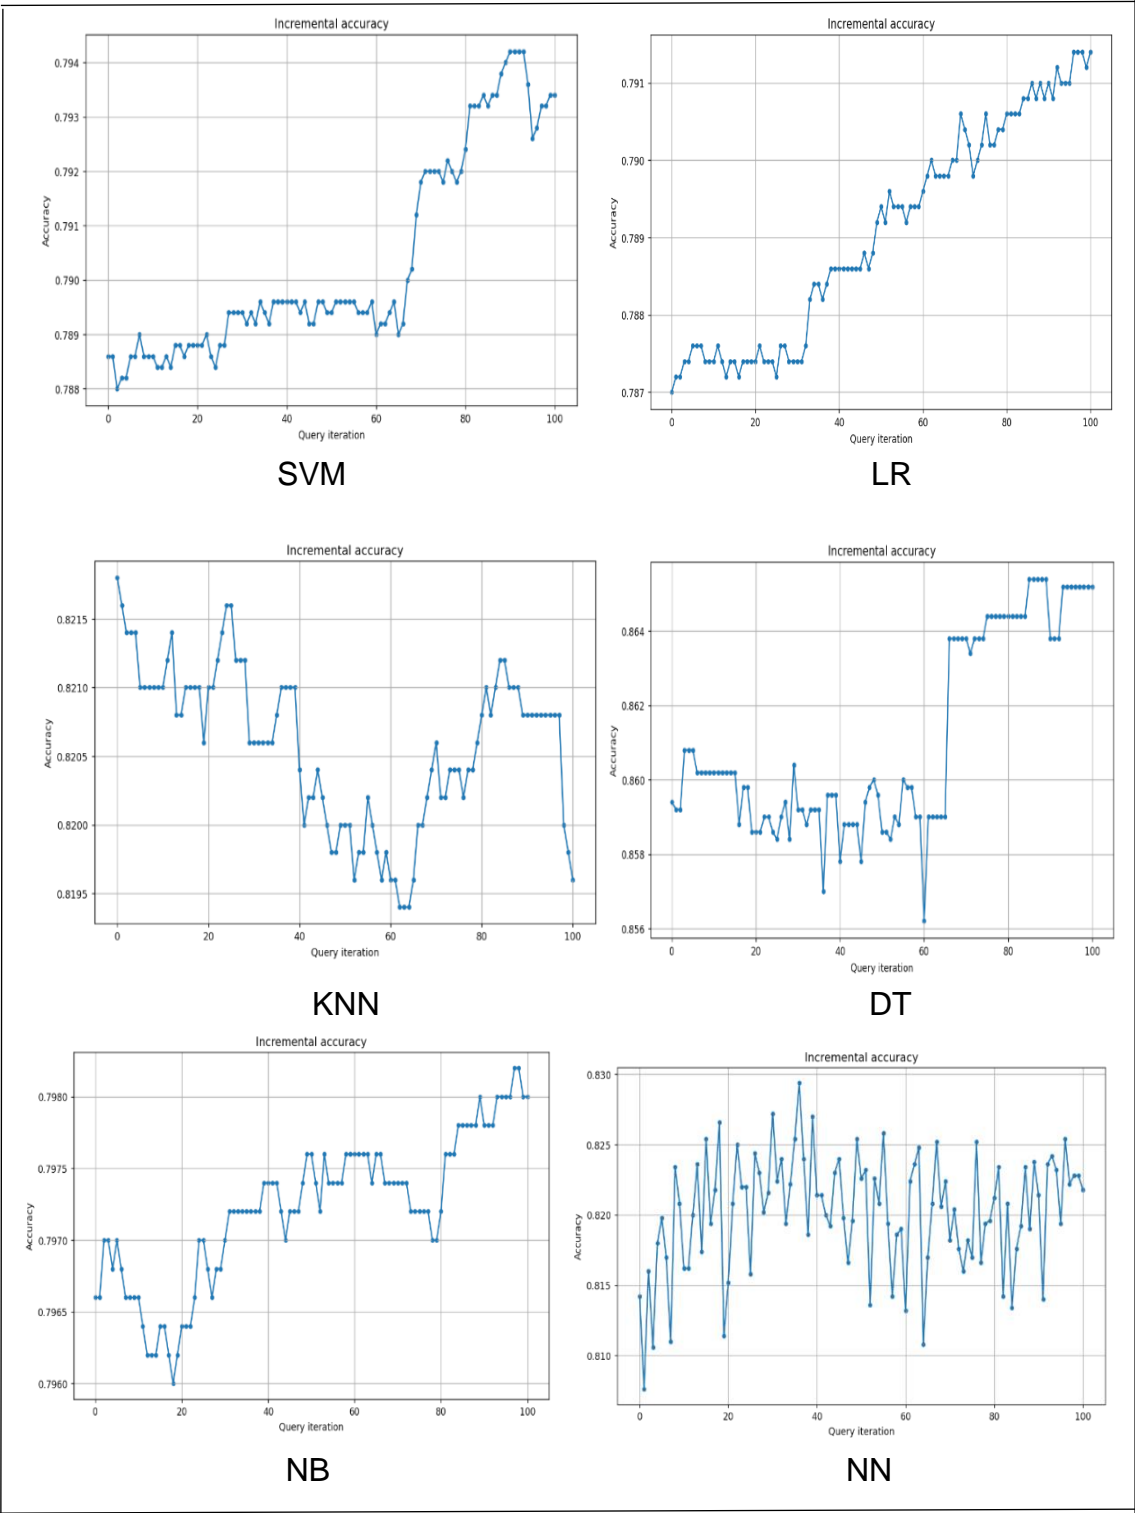 Incremental accuracy
0.794
0.793
0.792
0.791
0.790
0.789
0.788
Accuracy
0 20 40 60 80 100
Query iteration
SVM
Incremental accuracy
0.791
0.790
0.789
0.788
0.787
Accuracy
0 20 40 60 80 100
Query iteration
LR
Incremental accuracy
0.8215
0.8210
0.8205
0.8200
0.8195
Accuracy
0 20 40 60 80 100
Query iteration
KNN
Incremental accuracy
0.864
0.862
0.860
0.858
0.856
Accuracy
0 20 40 60 80 100
Query iteration
DT
Incremental accuracy
0.7980
0.7975
0.7970
0.7965
0.7960
Accuracy
0 20 40 60 80 100
Query iteration
NB
Incremental accuracy
0.830
0.825
0.820
0.815
0.810
Accuracy
0 20 40 60 80 100
Query iteration
NN